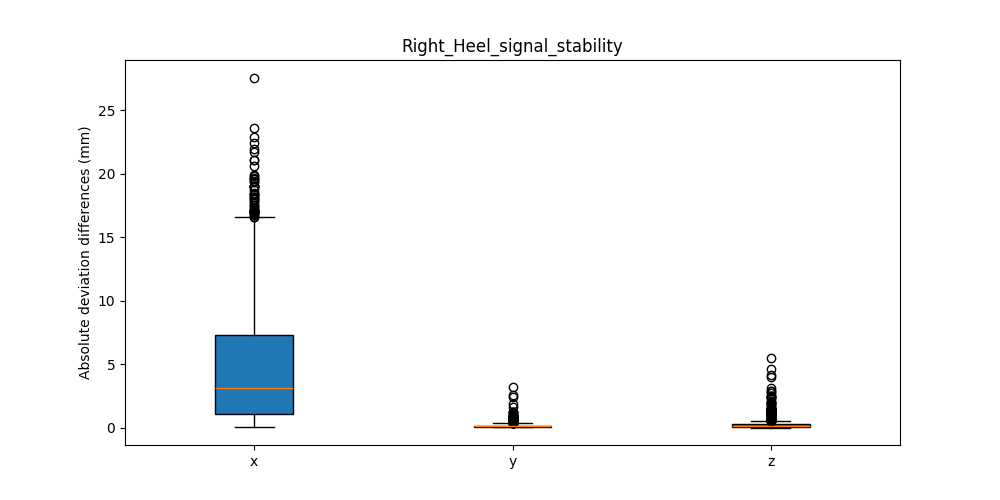 Right_Heel_signal_stability
Absolute deviation differences (mm)
25
20
15
10
5
0
x
y
z